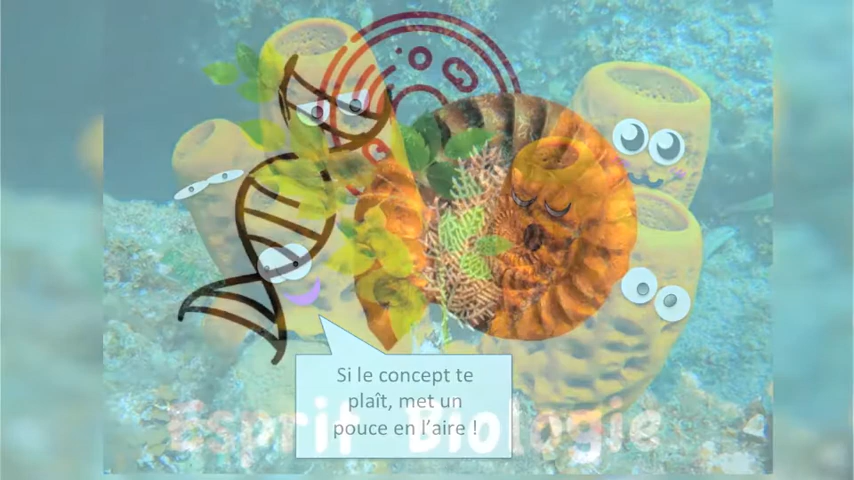 Si le concept te
plaît, met un
pouce en l'aire !
Esprit Biologie